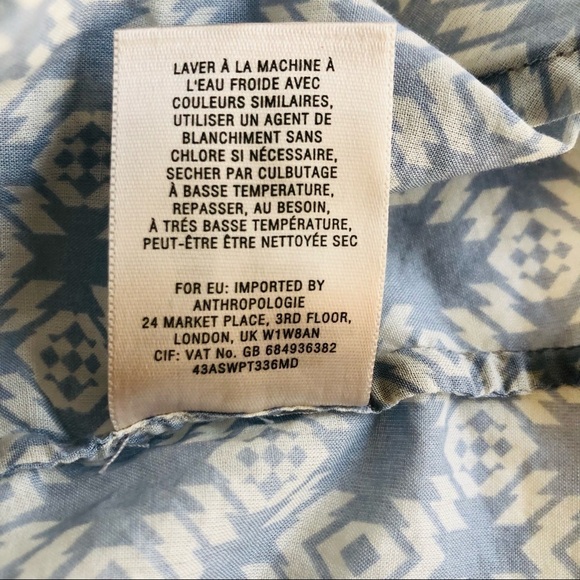 LAVER À LA MACHINE À
L'EAU FROIDE AVEC
COULEURS SIMILAIRES,
UTILISER UN AGENT DE
BLANCHIMENT SANS
CHLORE SI NÉCESSAIRE,
SECHER PAR CULBUTAGE
À BASSE TEMPERATURE,
REPASSER, AU BESOIN,
À TRÉS BASSE TEMPÉRATURE,
PEUT-ÊTRE ÊTRE NETTOYÉE SEC
FOR EU: IMPORTED BY
ANTHROPOLOGIE
24 MARKET PLACE, 3RD FLOOR,
LONDON, UK W1W8AN
CIF: VAT No. GB 684936382
43ASWPT336MD